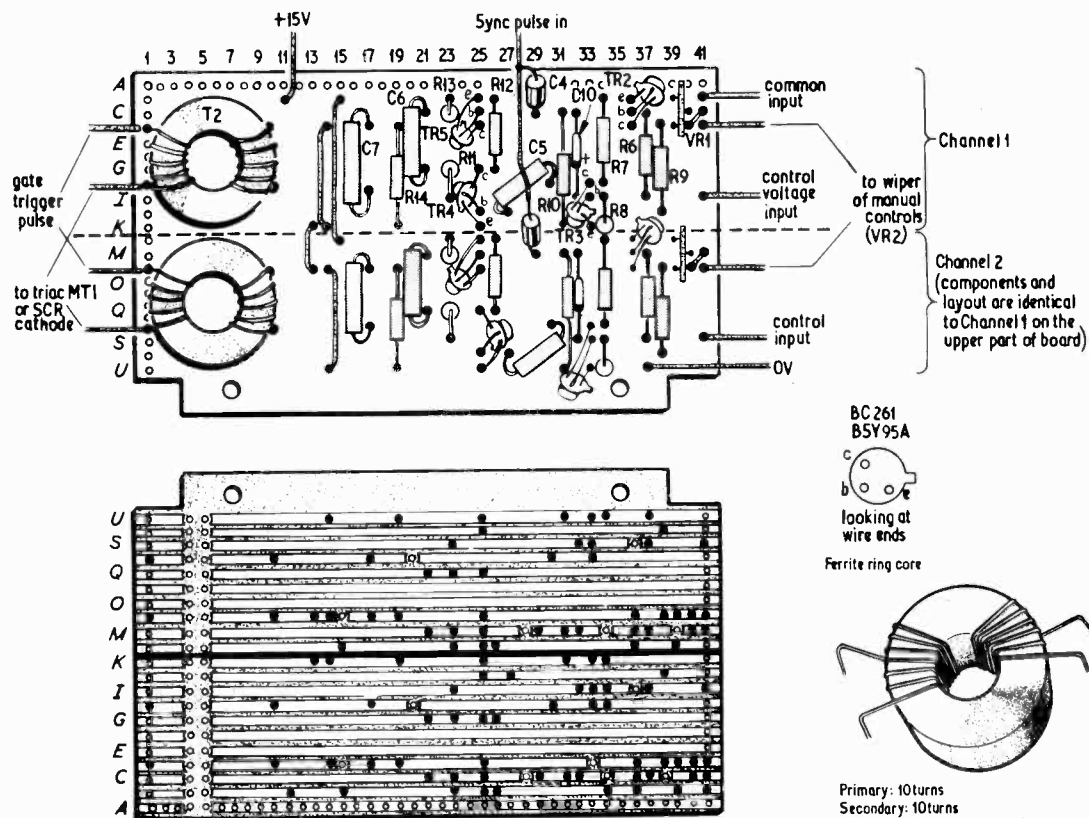 +15V
Sync pulse in
1 3 5 7 9 11 13 15 17 19 21 23 25 27 29 31 33 35 37 39 41
A
C
E
G
I
K
M
O
Q
S
U
T2
C7
C6
R14
R13
TR5
R11
TR4
R12
e
b
c
c
b
e
C4
C5
D10
+
R10
TR3
c
b
e
R7
R8
TR2
e
b
c
R6
R9
VR1
gate
trigger
pulse
to triac MT1
or SCR
cathode
common
input
control
voltage
input
to wiper
of manual
controls
(VR2)
control
input
0V
Channel 1
Channel 2
(components and
layout are identical
to Channel 1 on the
upper part of board)
BC261
BSY95A
c
b
e
looking at
wire ends
Ferrite ring core
U
S
Q
O
M
K
I
G
E
C
A
Primary: 10turns
Secondary: 10turns